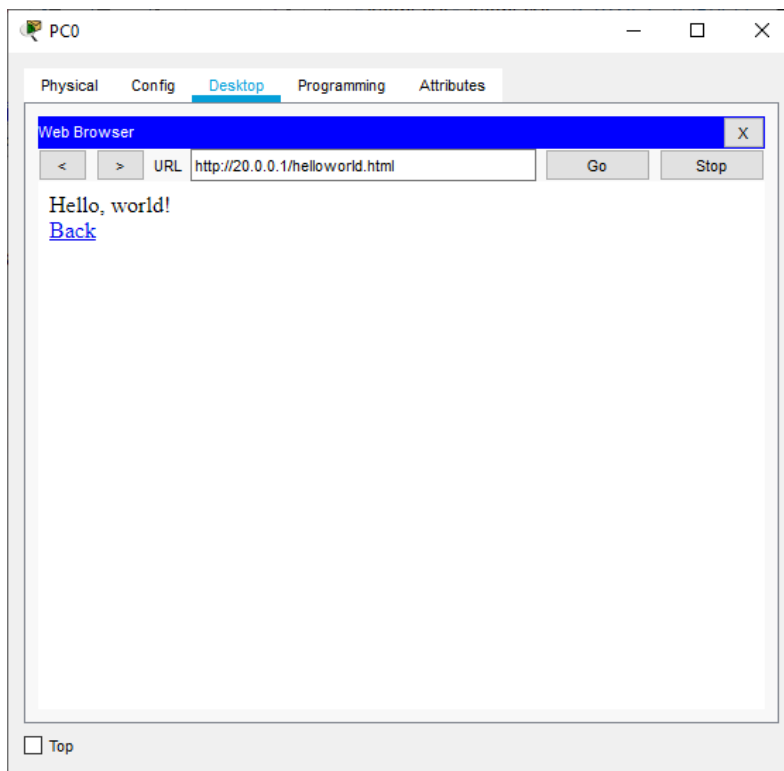 PC0
Physical Config Desktop Programming Attributes
Web Browser X
< > URL http://20.0.0.1/helloworld.html Go Stop
Hello, world!
Back
Top